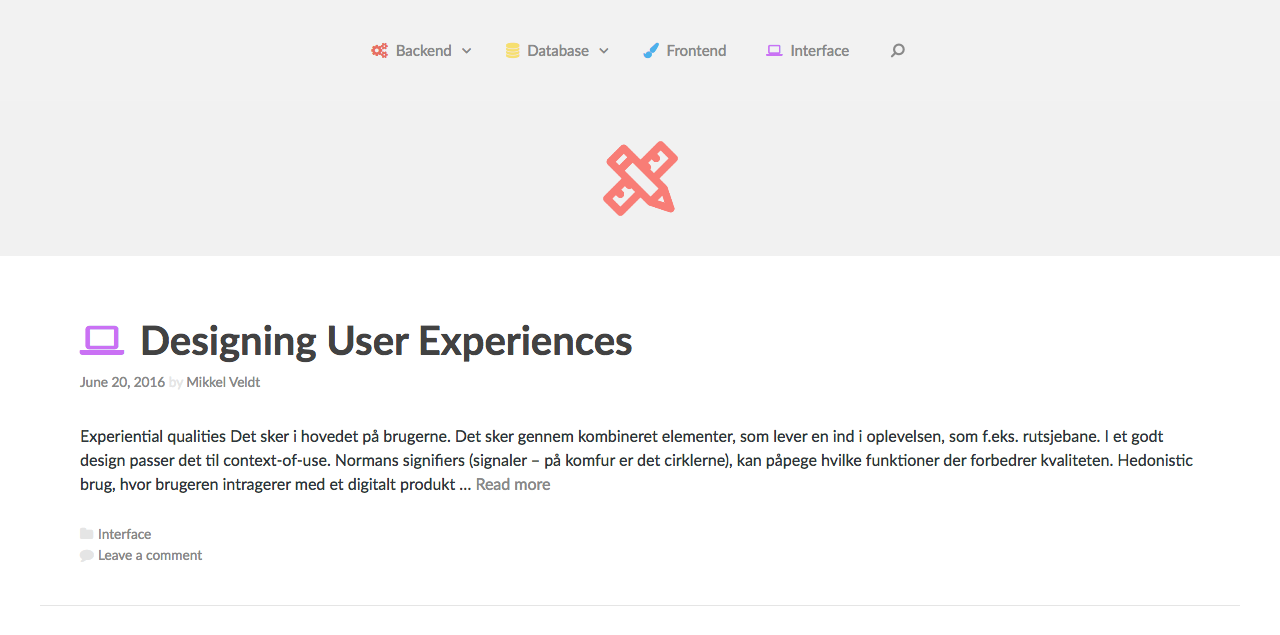 Backend Database Frontend Interface
Designing User Experiences
June 20, 2016 by Mikkel Veldt
Experiential qualities Det sker i hovedet på brugerne. Det sker gennem kombineret elementer, som lever en ind i oplevelsen, som f.eks. rutsjebane. I et godt
design passer det til context-of-use. Normans signifiers (signaler – på komfur er det cirklerne), kan påpege hvilke funktioner der forbedrer kvaliteten. Hedonistic
brug, hvor brugeren intragerer med et digitalt produkt ... Read more
Interface
Leave a comment